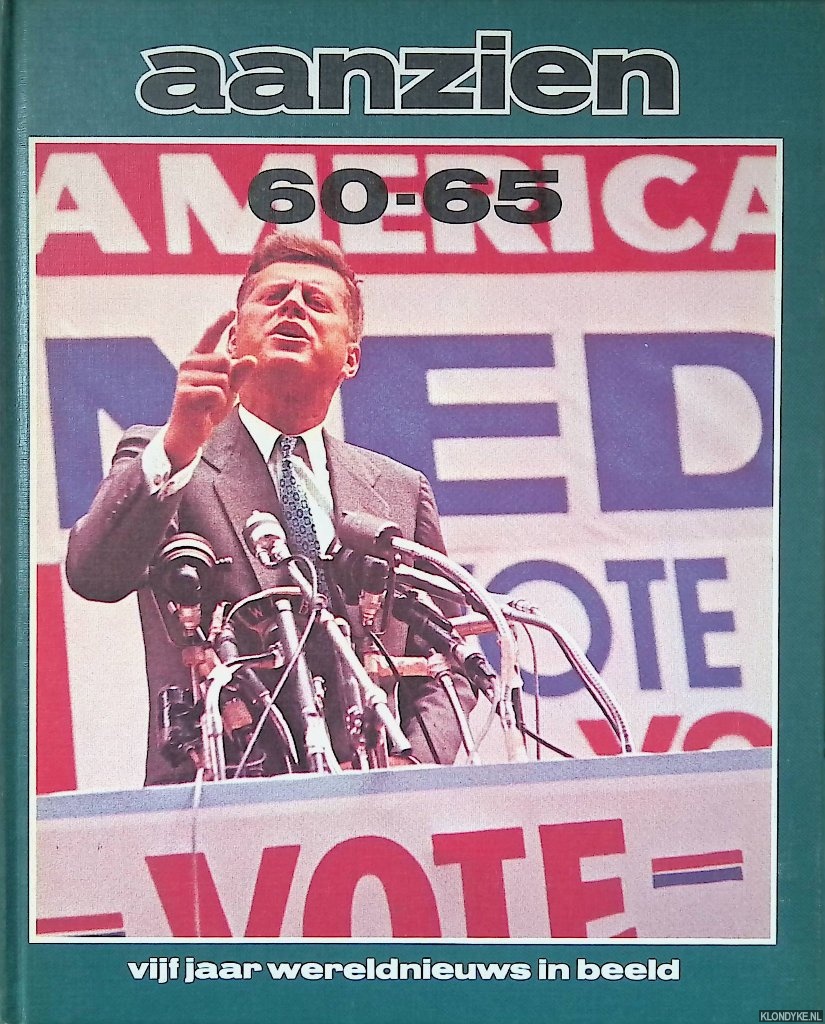 aanzien
AMERICA
60-65
NED
VOTE
VO
VOTE
vijf jaar wereldnieuws in beeld
KLONDYKE.NL